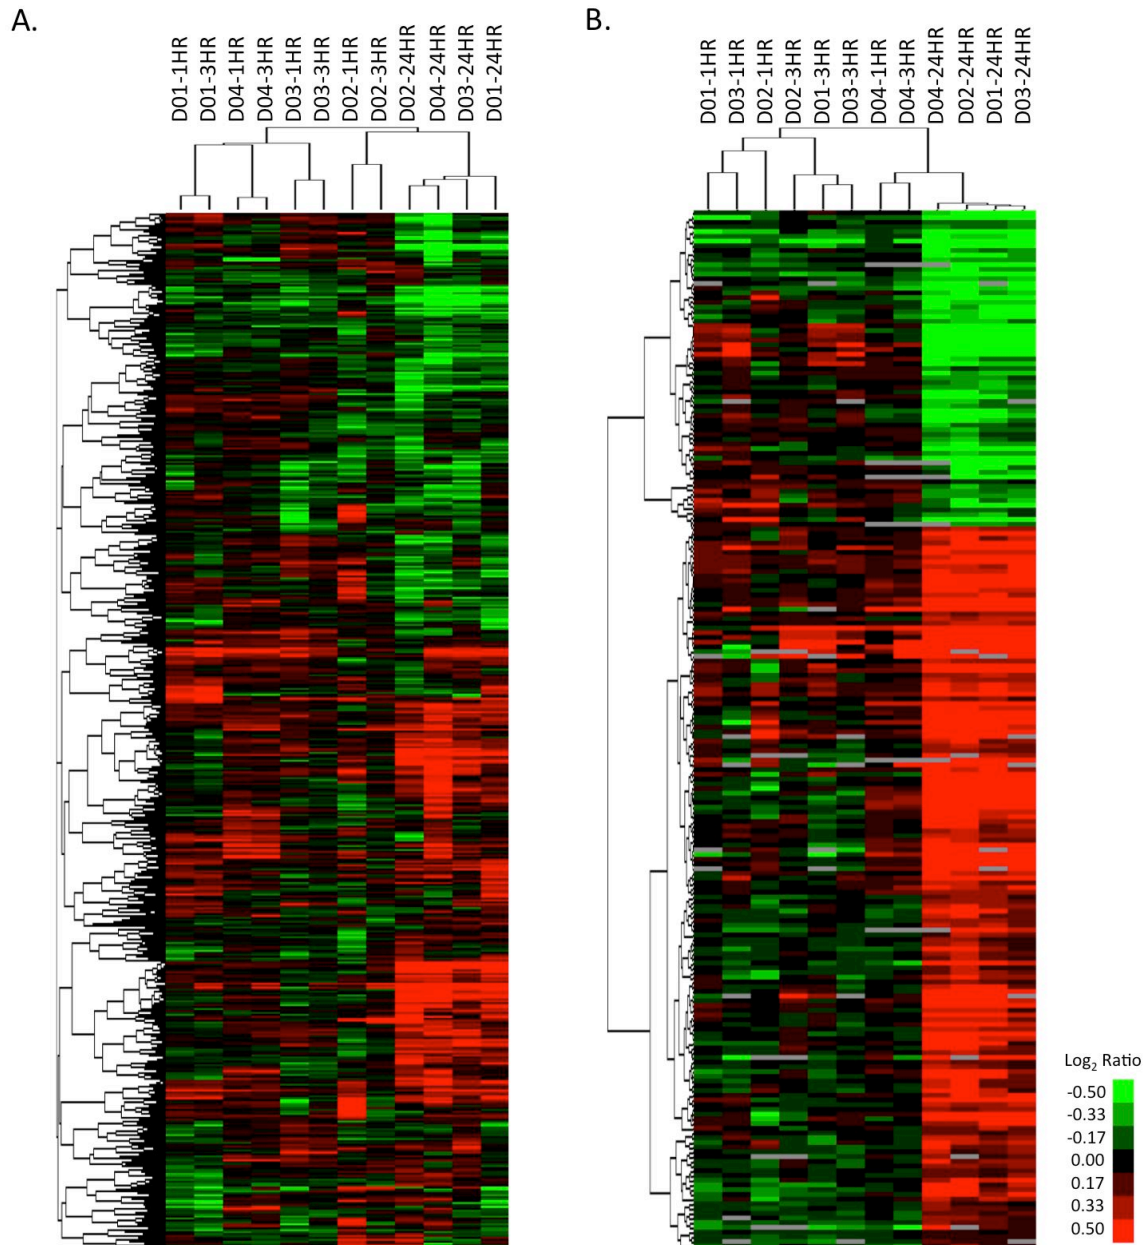 A.
D01-1HR
D01-3HR
D04-1HR
D04-3HR
D03-1HR
D03-3HR
D02-1HR
D02-3HR
D02-24HR
D04-24HR
D03-24HR
D01-24HR
B.
D01-1HR
D03-1HR
D02-1HR
D02-3HR
D01-3HR
D03-3HR
D04-1HR
D04-3HR
D04-24HR
D02-24HR
D01-24HR
D03-24HR
Log₂ Ratio
-0.50
-0.33
-0.17
0.00
0.17
0.33
0.50